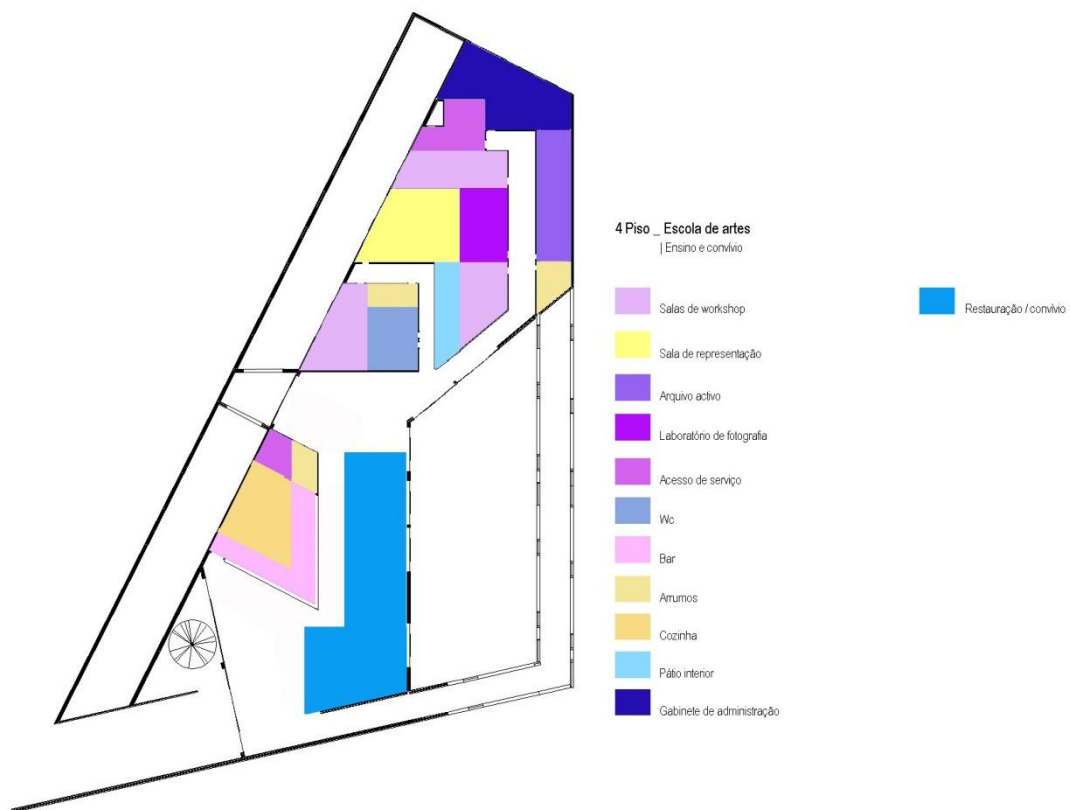 4 Piso _ Escola de artes
| Ensino e convívio
Salas de workshop
Restauração / convívio
Sala de representação
Arquivo activo
Laboratório de fotografia
Acesso de serviço
Wc
Bar
Arrumos
Cozinha
Pátio interior
Gabinete de administração